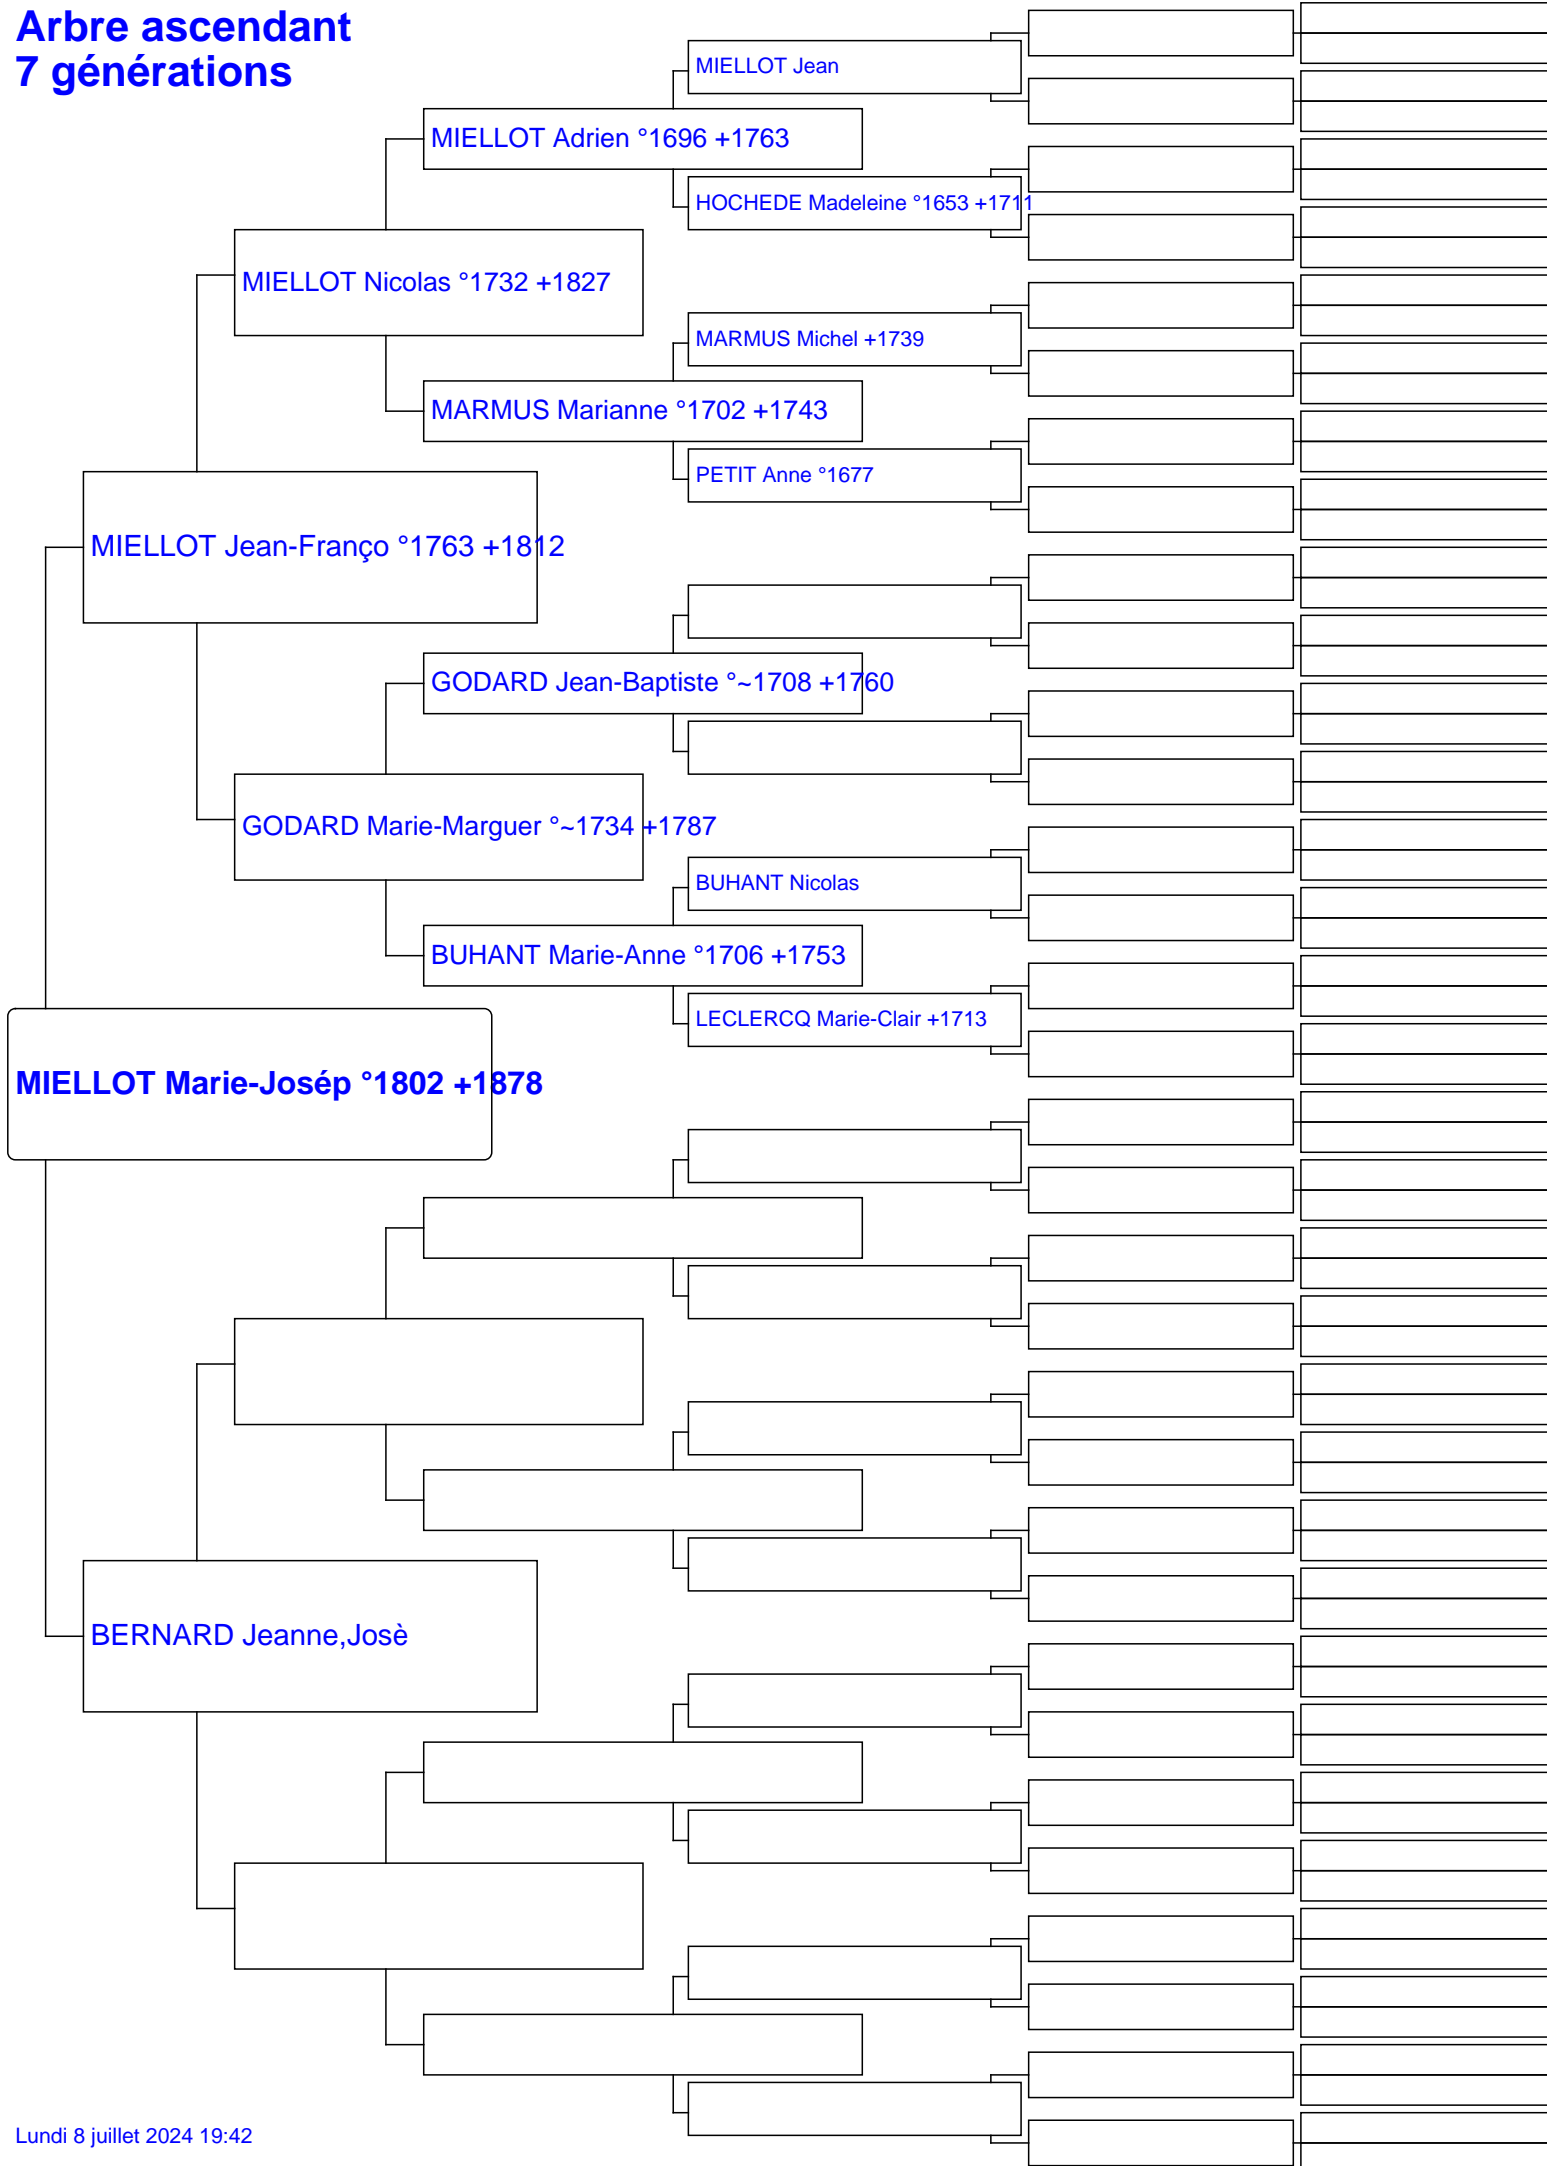 Arbre ascendant
7 générations
MIELLOT Jean
MIELLOT Adrien °1696 +1763
HOCHEDE Madeleine °1653 +1711
MIELLOT Nicolas °1732 +1827
MARMUS Michel +1739
MARMUS Marianne °1702 +1743
PETIT Anne °1677
MIELLOT Jean-Franço °1763 +1812
GODARD Jean-Baptiste °~1708 +1760
GODARD Marie-Marguer °~1734 +1787
BUHANT Nicolas
BUHANT Marie-Anne °1706 +1753
LECLERCQ Marie-Clair +1713
MIELLOT Marie-Josép °1802 +1878
BERNARD Jeanne,Josè
Lundi 8 juillet 2024 19:42